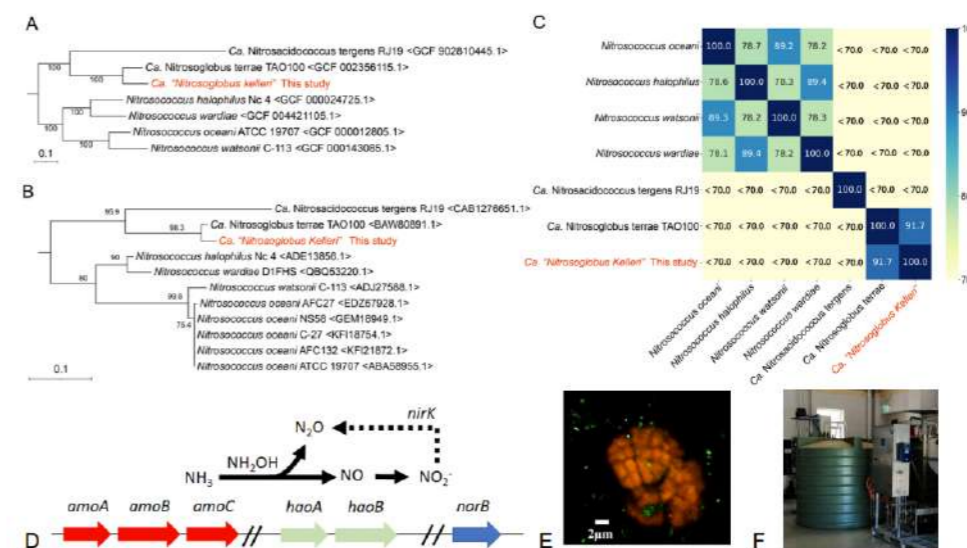 A
Ca. Nitrosacidococcus tergens RJ19 <GCF 902810445.1>
Ca. Nitrosoglobus terrae TAO100 <GCF 002356115.1>
Ca. "Nitrosoglobus kelleri" This study
Nitrosococcus halophilus Nc 4 <GCF 000024725.1>
Nitrosococcus wardiae <GCF 004421105.1>
Nitrosococcus oceani ATCC 19707 <GCF 000012805.1>
Nitrosococcus watsonii C-113 <GCF 000143085.1>
100
100
100
100
100
0.1
B
Ca. Nitrosacidococcus tergens RJ19 <CAB1276651.1>
Ca. Nitrosoglobus terrae TAO100 <BAW80891.1>
Ca. "Nitrosoglobus Kelleri" This study
Nitrosococcus halophilus Nc 4 <ADE13856.1>
Nitrosococcus wardiae D1FHS <QBQ53220.1>
Nitrosococcus watsonii C-113 <ADJ27588.1>
Nitrosococcus oceani AFC27 <EDZ67928.1>
Nitrosococcus oceani NS58 <GEM18949.1>
Nitrosococcus oceani C-27 <KFI18754.1>
Nitrosococcus oceani AFC132 <KFI21872.1>
Nitrosococcus oceani ATCC 19707 <ABA58955.1>
98.3
90
80
99.8
78.4
0.1
C
Nitrosococcus oceani 100.0 78.7 89.2 78.2 <70.0 <70.0 <70.0
Nitrosococcus halophilus 78.6 100.0 78.3 89.4 <70.0 <70.0 <70.0
Nitrosococcus watsonii 89.3 78.2 100.0 78.3 <70.0 <70.0 <70.0
Nitrosococcus wardiae 78.1 89.4 78.2 100.0 <70.0 <70.0 <70.0
Ca. Nitrosacidococcus tergens RJ19 <70.0 <70.0 <70.0 <70.0 100.0 <70.0 <70.0
Ca. Nitrosoglobus terrae TAO100 <70.0 <70.0 <70.0 <70.0 <70.0 100.0 91.7
Ca. "Nitrosoglobus Kelleri" This study <70.0 <70.0 <70.0 <70.0 <70.0 91.7 100.0
Nitrosococcus oceani
Nitrosococcus halophilus
Nitrosococcus watsonii
Nitrosococcus wardiae
Ca. Nitrosacidococcus tergens
Ca. Nitrosoglobus terrae
Ca. "Nitrosoglobus Kelleri"
nirK
N2O
NH3 NH2OH NO NO2-
amoA amoB amoC haoA haoB norB
D
E
2µm
F